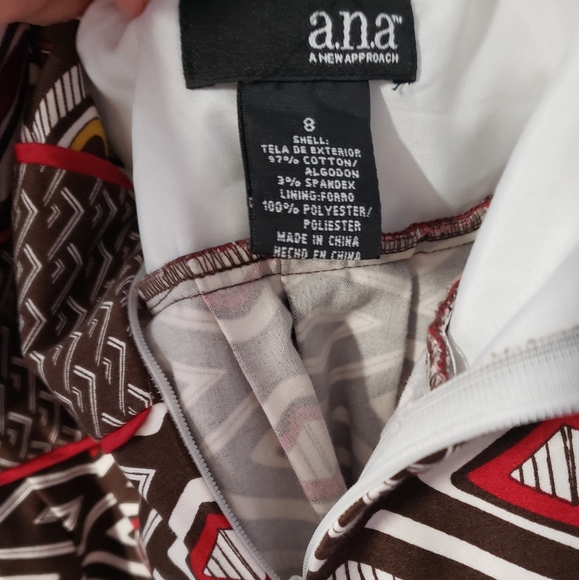 a.n.a™
A NEW APPROACH
8
SHELL:
TELA DE EXTERIOR
97% COTTON/
ALGODON
3% SPANDEX
LINING:FORRO
100% POLYESTER/
POLIESTER
MADE IN CHINA
HECHO EN CHINA